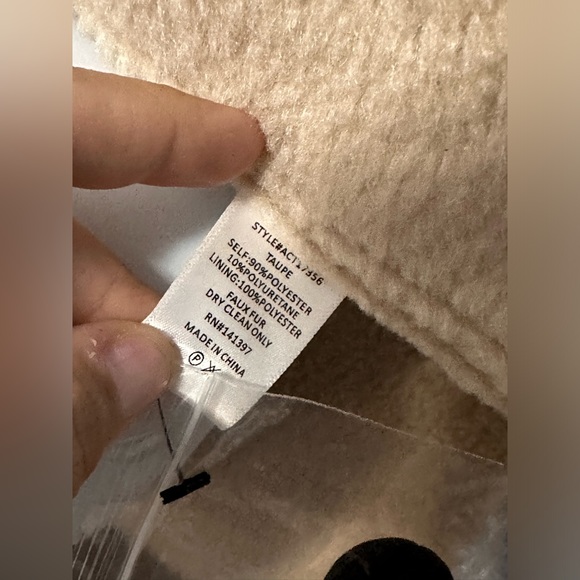 STYLE#ACT17956
TAUPE
SELF:90%POLYESTER
10%POLYURETANE
LINING:100%POLYESTER
FAUX FUR
DRY CLEAN ONLY
RN#141397
MADE IN CHINA
P